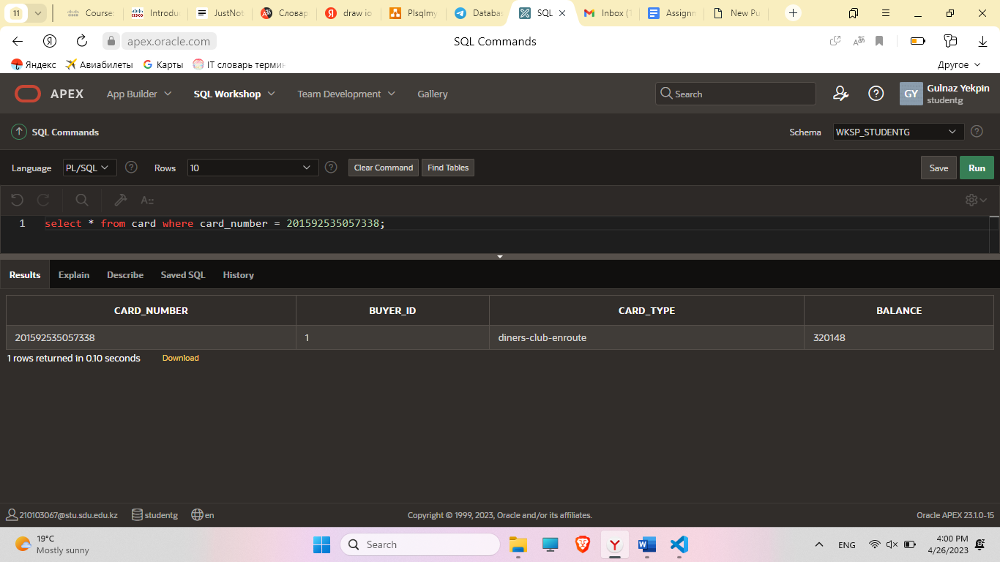 11 Course: Introdu JustNot Словар draw io Plsqlmy Databas SQL Inbox (1 Assignm New Pu
apex.oracle.com SQL Commands
Яндекс Авиабилеты Карты IT словарь термин Другое
APEX App Builder SQL Workshop Team Development Gallery Search GY Gulnaz Yekpin
studentg
SQL Commands Schema WKSP_STUDENTG
Language PL/SQL Rows 10 Clear Command Find Tables Save Run
1 select * from card where card_number = 201592535057338;
Results Explain Describe Saved SQL History
CARD_NUMBER BUYER_ID CARD_TYPE BALANCE
201592535057338 1 diners-club-enroute 320148
1 rows returned in 0.10 seconds Download
210103067@stu.sdu.edu.kz studentg en Copyright © 1999, 2023, Oracle and/or its affiliates. Oracle APEX 23.1.0-15
19°C
Mostly sunny
Search
ENG
4:00 PM
4/26/2023